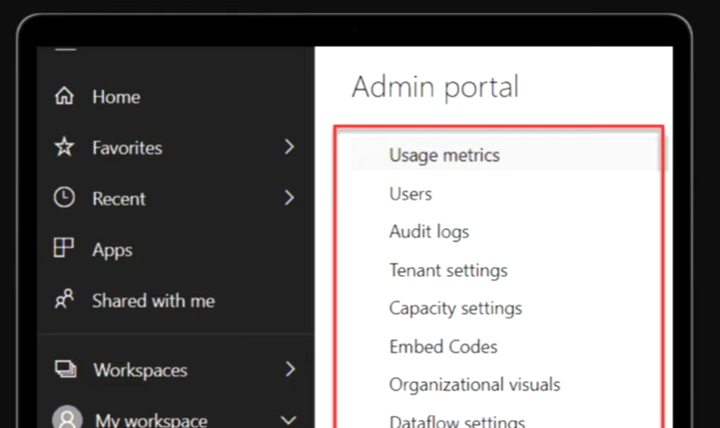 Home
Favorites
Recent
Apps
Shared with me
Workspaces
My workspace
Admin portal
Usage metrics
Users
Audit logs
Tenant settings
Capacity settings
Embed Codes
Organizational visuals
Dataflow settings